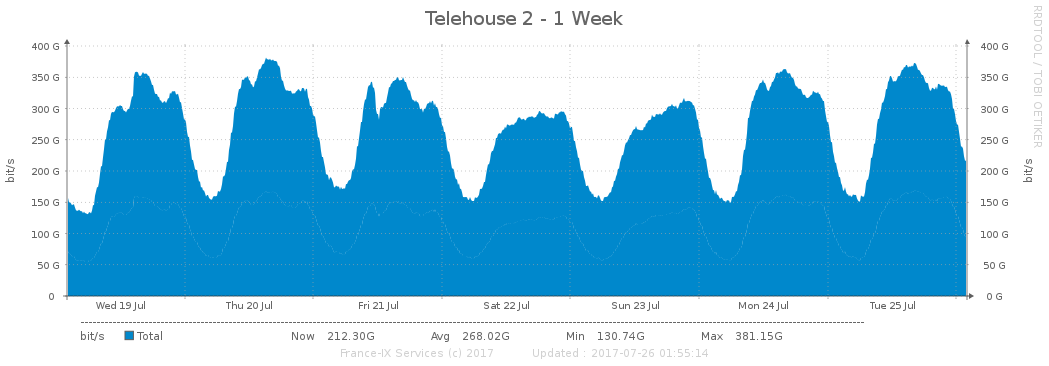 Telehouse 2 - 1 Week
RRDTOOL / TOBI OETIKER
400 G 400 G
350 G 350 G
300 G 300 G
250 G 250 G
200 G 200 G
150 G 150 G
100 G 100 G
50 G 50 G
0 0 G
bit/s bit/s
Wed 19 Jul Thu 20 Jul Fri 21 Jul Sat 22 Jul Sun 23 Jul Mon 24 Jul Tue 25 Jul
bit/s Total Now 212.30G Avg 268.02G Min 130.74G Max 381.15G
France-IX Services (c) 2017 Updated : 2017-07-26 01:55:14